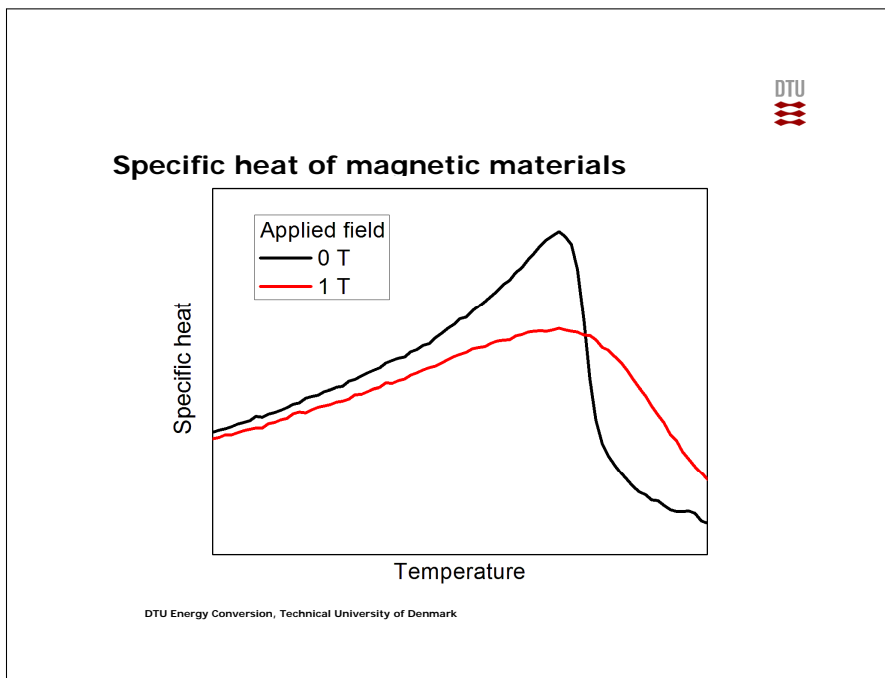 DTU
Specific heat of magnetic materials
Applied field
0 T
1 T
Specific heat
Temperature
DTU Energy Conversion, Technical University of Denmark